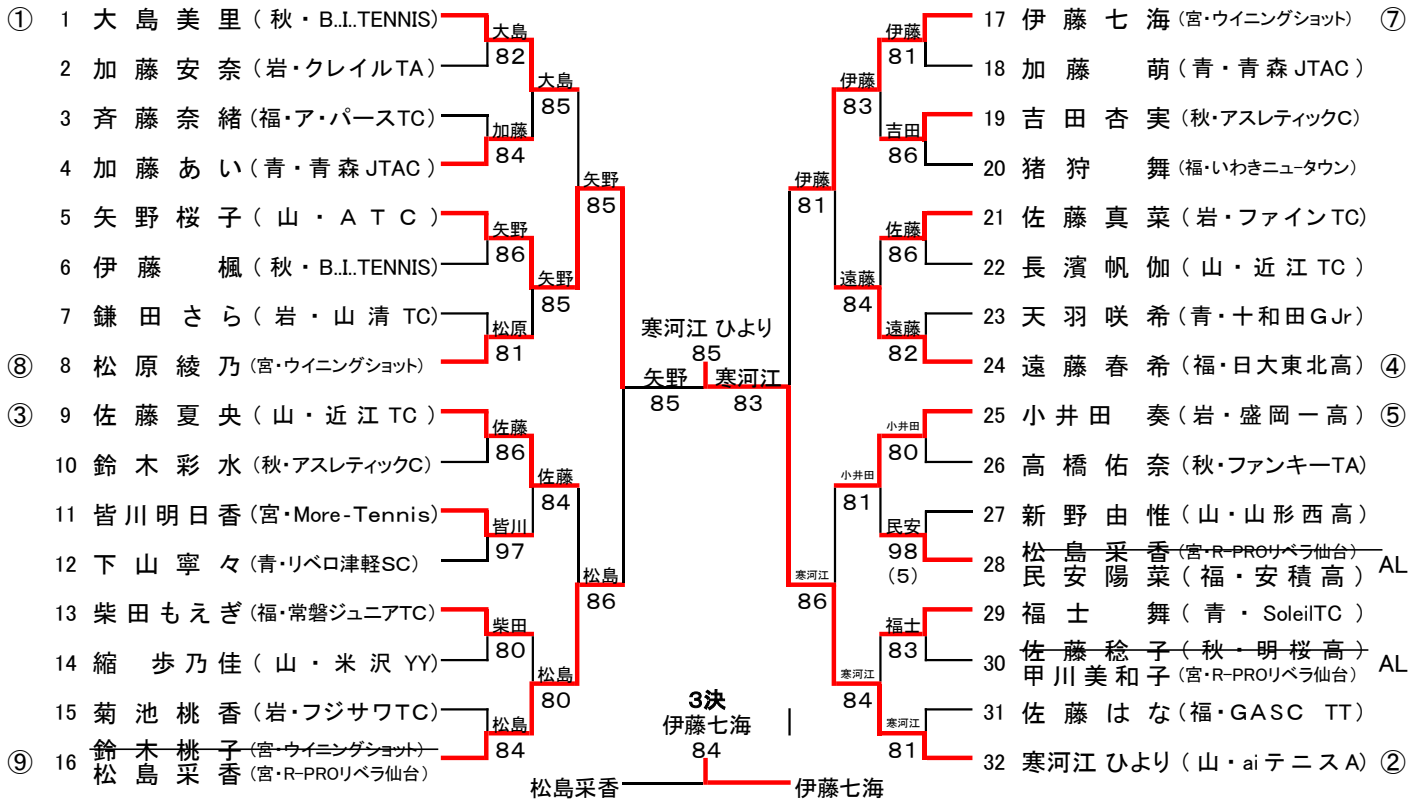 ① 1 大島美里 (秋・B.I..TENNIS)
2 加藤安奈 (岩・クレイルTA)
3 斉藤奈緒 (福・ア・パースTC)
4 加藤あい (青・青森JTAC)
5 矢野桜子 (山・ATC)
6 伊藤楓 (秋・B.I..TENNIS)
7 鎌田さら (岩・山清TC)
⑧ 8 松原綾乃 (宮・ウイニングショット)
③ 9 佐藤夏央 (山・近江TC)
10 鈴木彩水 (秋・アスレティックC)
11 皆川明日香 (宮・More-Tennis)
12 下山寧々 (青・リベロ津軽SC)
13 柴田もえぎ (福・常磐ジュニアTC)
14 縮歩乃佳 (山・米沢YY)
15 菊池桃香 (岩・フジサワTC)
⑨ 16 鈴木桃子 (宮・ウイニングショット)
松島采香 (宮・R-PROリベラ仙台)
大島
82
加藤
84
矢野
86
松原
81
佐藤
86
皆川
97
柴田
80
松島
84
大島
85
矢野
85
佐藤
84
松島
80
矢野
85
松島
86
寒河江 ひより
85
矢野
85
寒河江
83
3決
伊藤七海
84
松島采香
伊藤七海
伊藤
81
寒河江
86
伊藤
83
遠藤
84
小井田
81
寒河江
84
伊藤
81
吉田
86
佐藤
86
遠藤
82
小井田
80
民安
98
(5)
福士
83
寒河江
81
17 伊藤七海 (宮・ウイニングショット) ⑦
18 加藤萌 (青・青森JTAC)
19 吉田杏実 (秋・アスレティックC)
20 猪狩舞 (福・いわきニュータウン)
21 佐藤真菜 (岩・ファインTC)
22 長濱帆伽 (山・近江TC)
23 天羽咲希 (青・十和田GJr)
24 遠藤春希 (福・日大東北高) ④
25 小井田奏 (岩・盛岡一高) ⑤
26 高橋佑奈 (秋・ファンキーTA)
27 新野由惟 (山・山形西高)
28 松島采香 (宮・R-PROリベラ仙台) AL
民安陽菜 (福・安積高)
29 福士舞 (青・SoleilTC)
30 佐藤稔子 (秋・明桜高) AL
甲川美和子 (宮・R-PROリベラ仙台)
31 佐藤はな (福・GASC TT)
32 寒河江 ひより (山・aiテニスA) ②